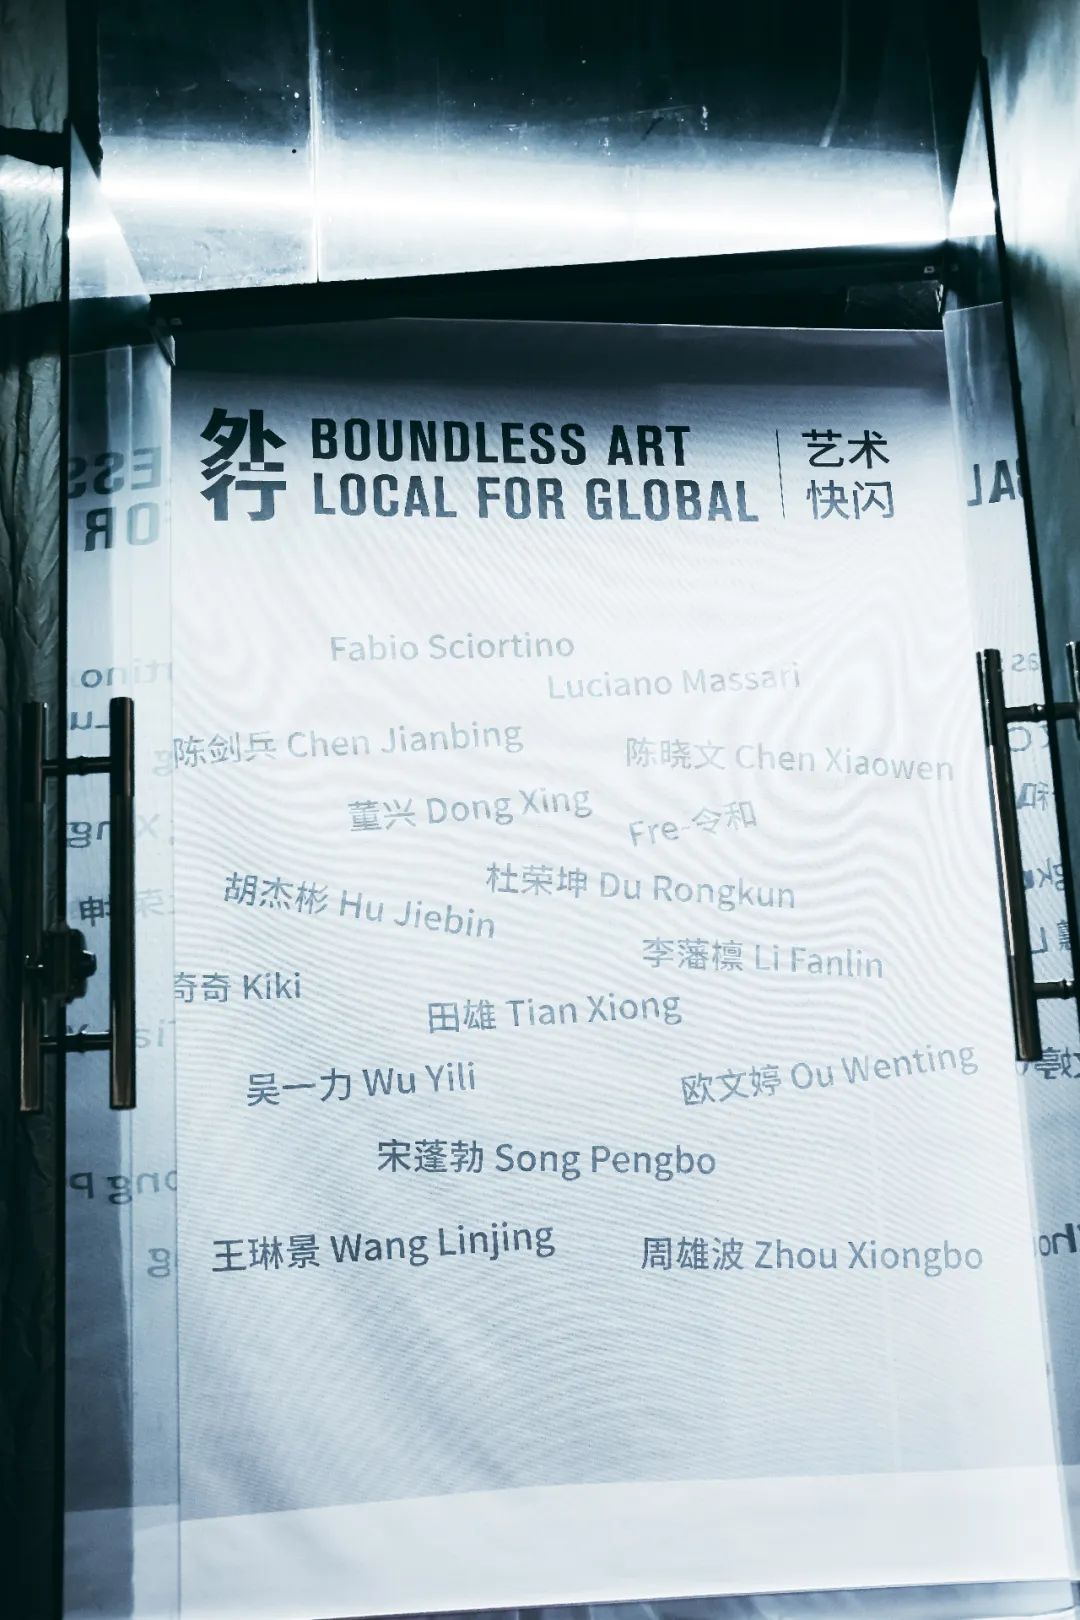 外行
BOUNDLESS ART
LOCAL FOR GLOBAL
艺术
快闪
Fabio Sciortino
Luciano Massari
陈剑兵 Chen Jianbing
陈晓文 Chen Xiaowen
董兴 Dong Xing
Fre-令和
杜荣坤 Du Rongkun
胡杰彬 Hu Jiebin
李藩檩 Li Fanlin
奇奇 Kiki
田雄 Tian Xiong
吴一力 Wu Yili
欧文婷 Ou Wenting
宋蓬勃 Song Pengbo
王琳景 Wang Linjing
周雄波 Zhou Xiongbo